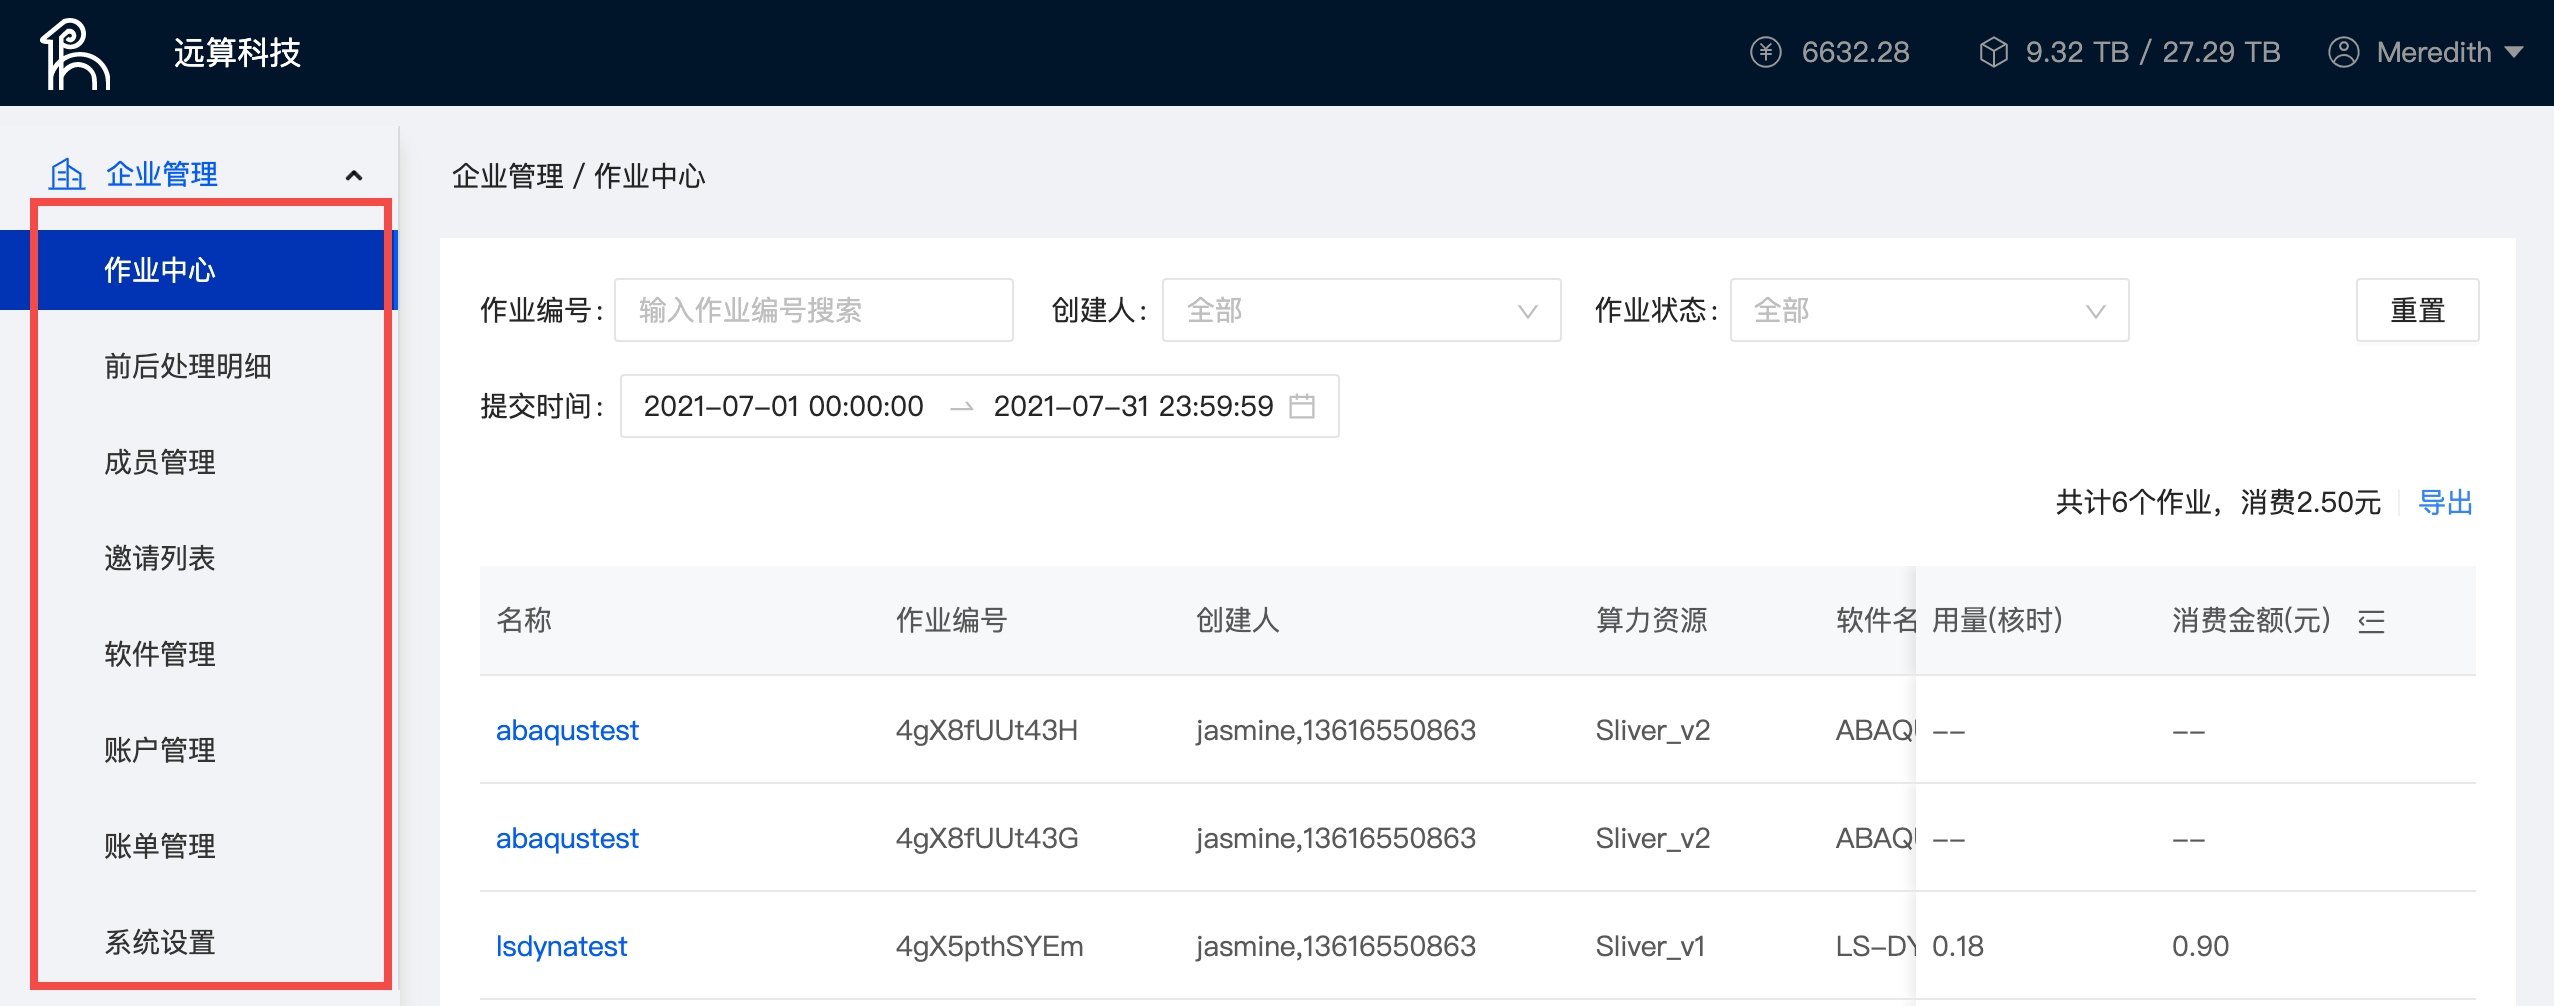 远算科技
6632.28
9.32 TB / 27.29 TB
Meredith
企业管理
作业中心
前后处理明细
成员管理
邀请列表
软件管理
账户管理
账单管理
系统设置
企业管理 / 作业中心
作业编号: 输入作业编号搜索 创建人: 全部 作业状态: 全部 重置
提交时间: 2021-07-01 00:00:00 → 2021-07-31 23:59:59
共计6个作业，消费2.50元 导出
名称 作业编号 创建人 算力资源 软件名 用量(核时) 消费金额(元)
abaqustest 4gX8fUUt43H jasmine,13616550863 Sliver_v2 ABAQU -- --
abaqustest 4gX8fUUt43G jasmine,13616550863 Sliver_v2 ABAQU -- --
lsdynatest 4gX5pthSYEm jasmine,13616550863 Sliver_v1 LS-DY 0.18 0.90